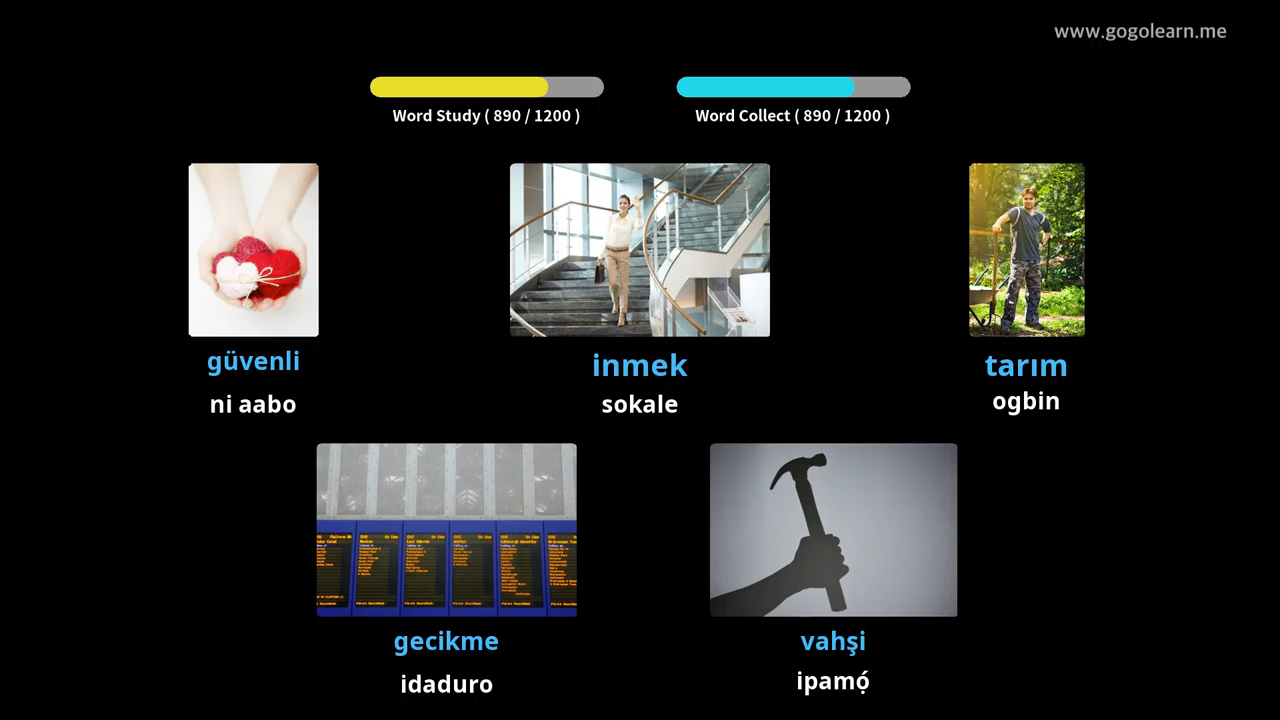 www.gogolearn.me
Word Study ( 890 / 1200 )
Word Collect ( 890 / 1200 )
güvenli
inmek
tarım
ni aabo
sokale
ogbin
gecikme
vahşi
idaduro
ipamọ́